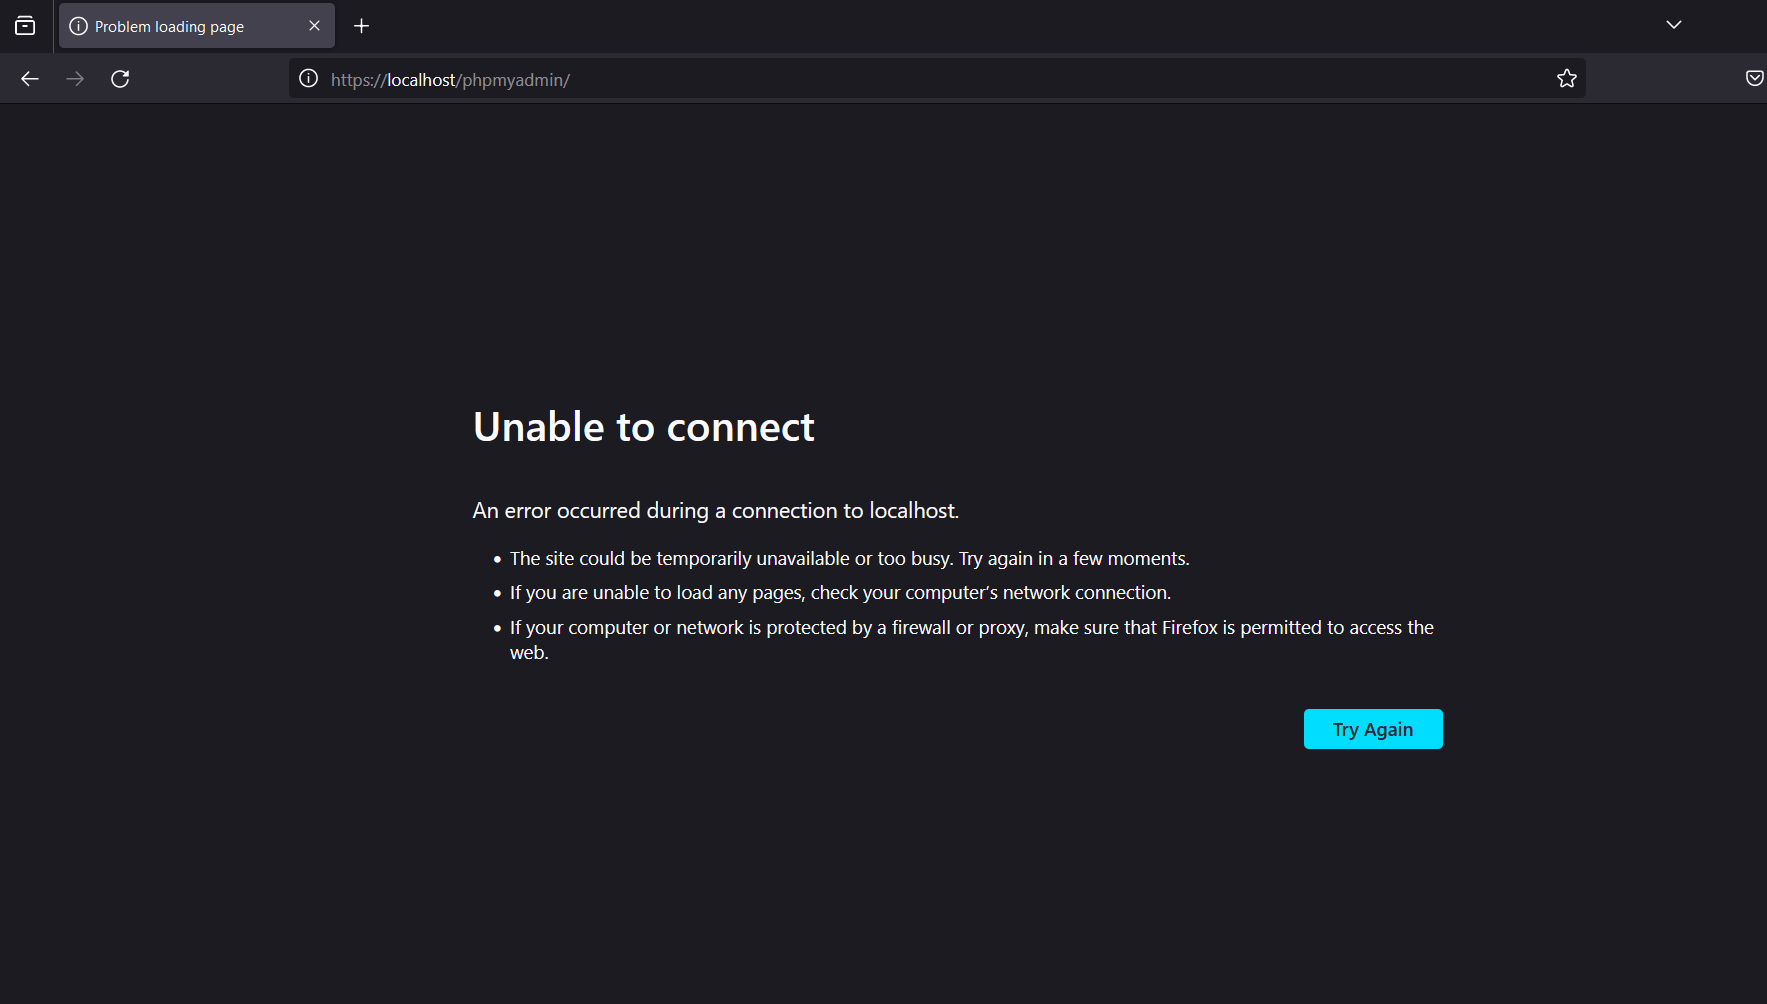 Problem loading page
https://localhost/phpmyadmin/
Unable to connect
An error occurred during a connection to localhost.
• The site could be temporarily unavailable or too busy. Try again in a few moments.
• If you are unable to load any pages, check your computer’s network connection.
• If your computer or network is protected by a firewall or proxy, make sure that Firefox is permitted to access the
web.
Try Again